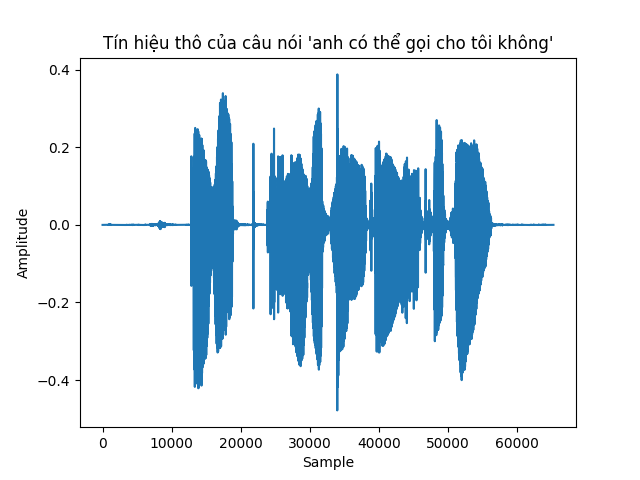 Tín hiệu thô của câu nói 'anh có thể gọi cho tôi không'
0.4
0.2
0.0
−0.2
−0.4
Amplitude
0 10000 20000 30000 40000 50000 60000
Sample